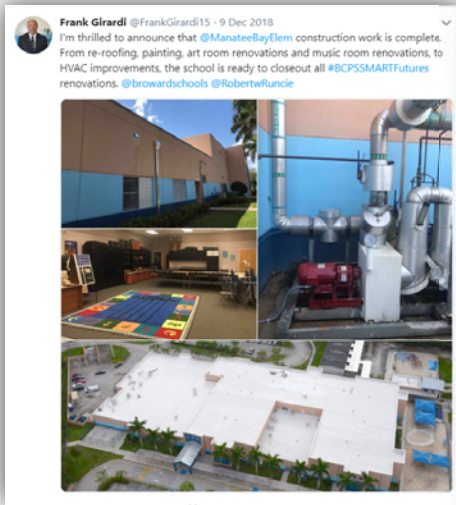 Frank Girardi @FrankGirardi15 · 9 Dec 2018
I'm thrilled to announce that @ManateeBayElem construction work is complete.
From re-roofing, painting, art room renovations and music room renovations, to
HVAC improvements, the school is ready to closeout all #BCPSSMARTFutures
renovations. @browardschools @RobertwRuncie